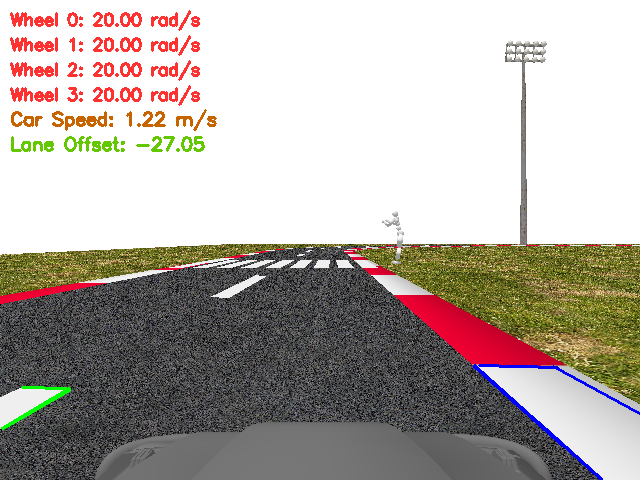 Wheel 0: 20.00 rad/s
Wheel 1: 20.00 rad/s
Wheel 2: 20.00 rad/s
Wheel 3: 20.00 rad/s
Car Speed: 1.22 m/s
Lane Offset: -27.05